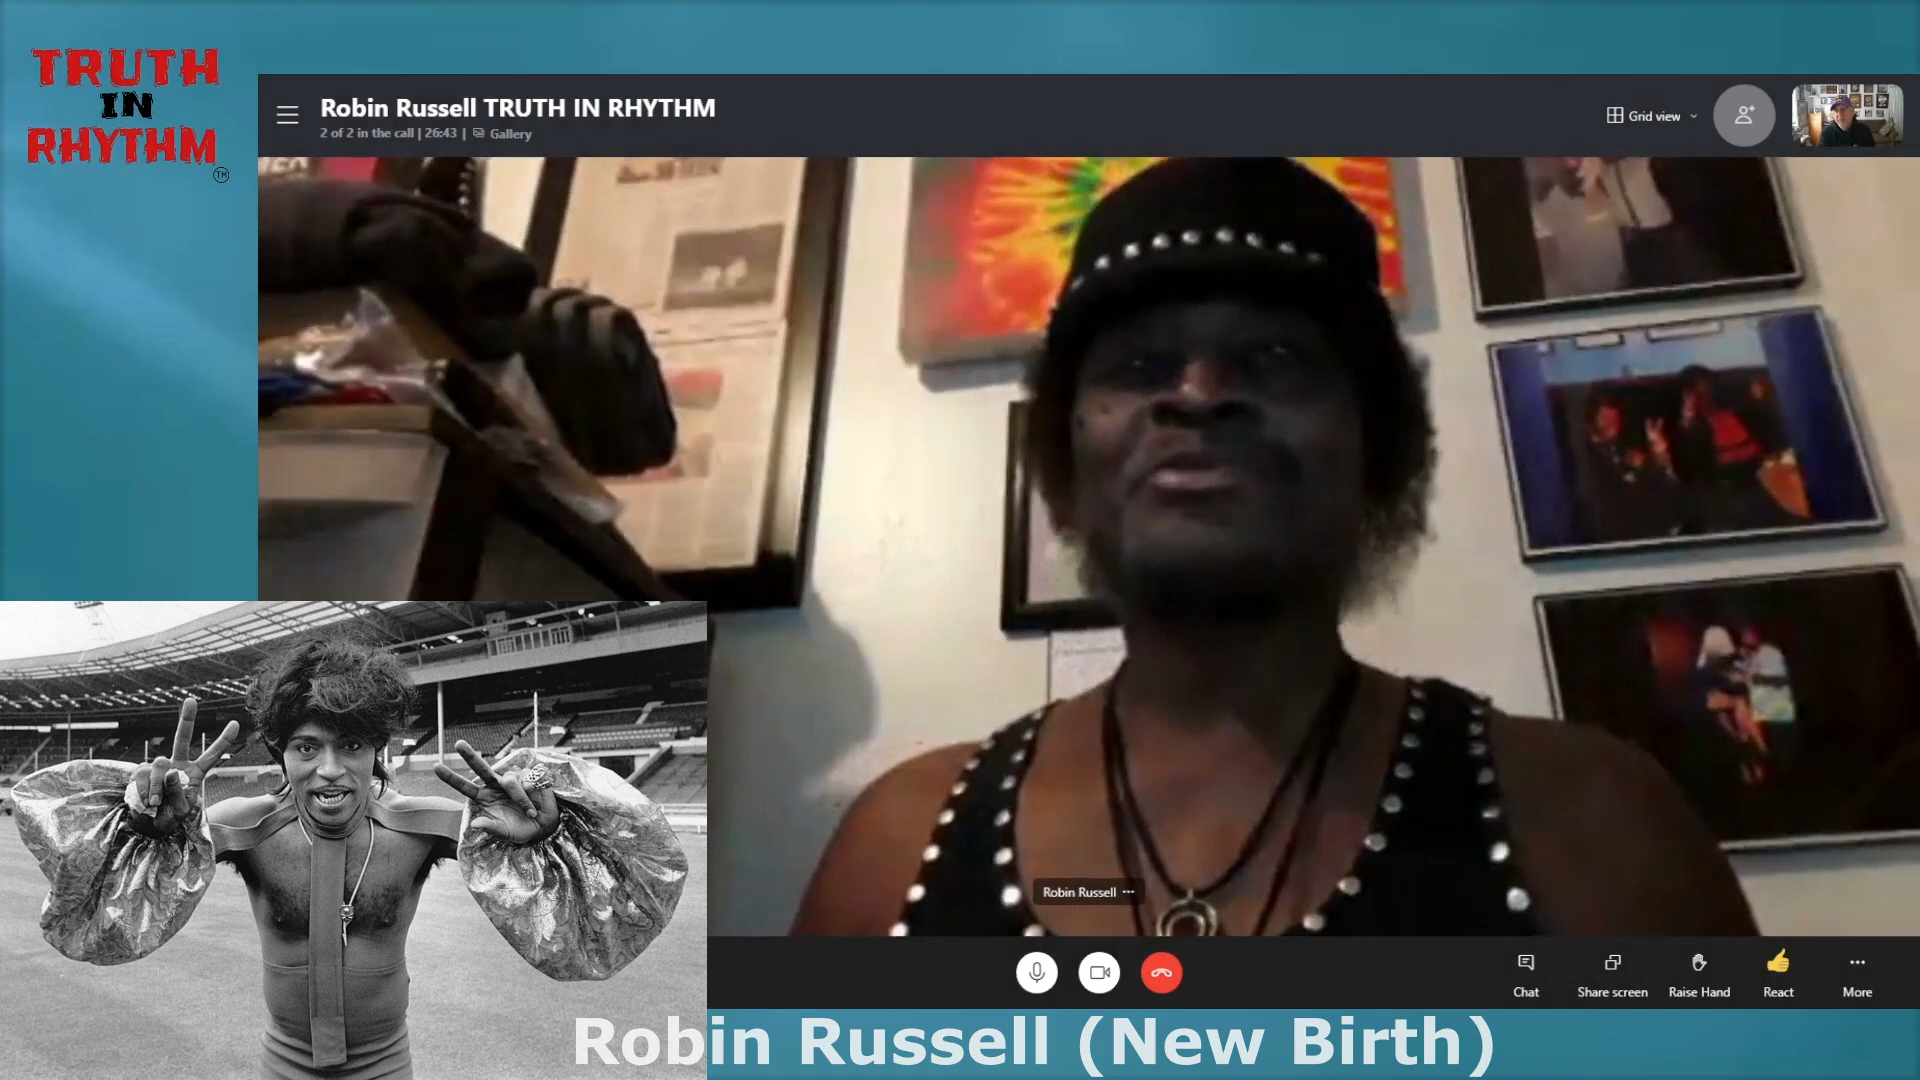 TRUTH
IN
RHYTHM
TM
Robin Russell TRUTH IN RHYTHM
2 of 2 in the call | 26:43 | Gallery
Grid view
Robin Russell
Chat
Share screen
Raise Hand
React
More
Robin Russell (New Birth)